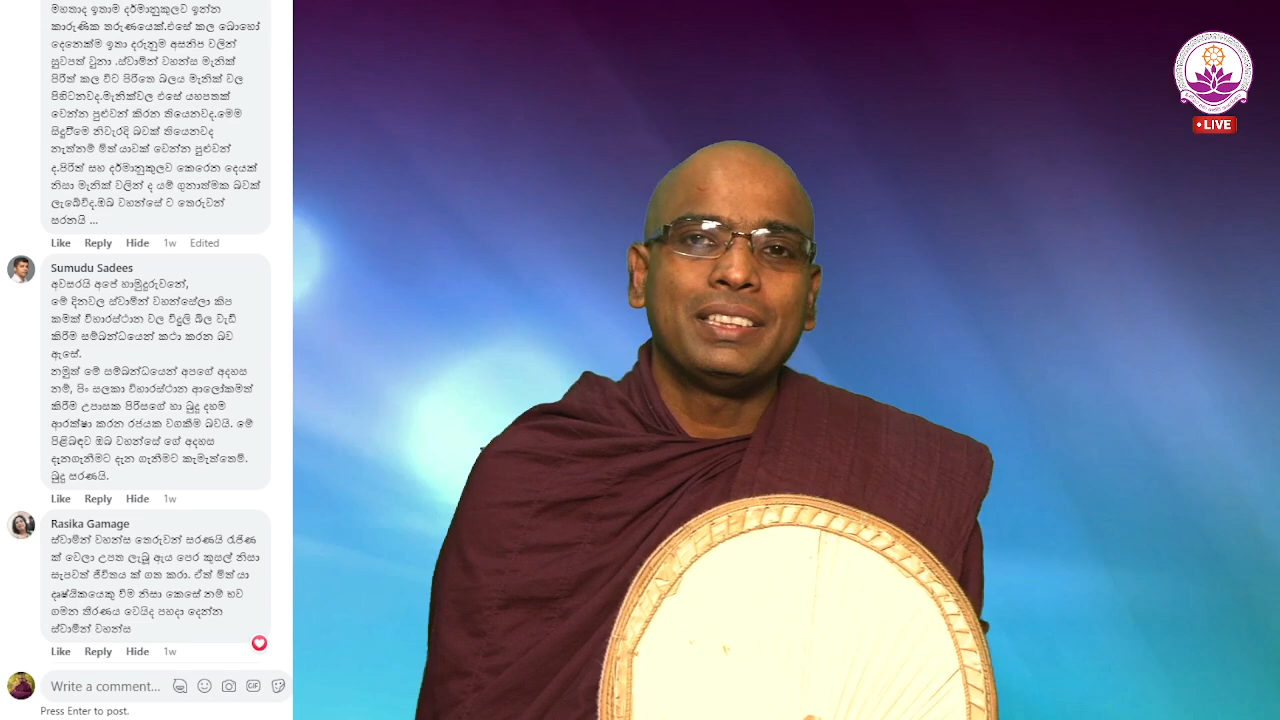 මහතාද ඉතාම දර්මානුකූලව ඉන්න
කාරුණික තරුණයෙක්.එසේ කල බොහෝ
දෙනෙක්ම ඉතා දරුනුම අසනිප වලින්
සුවපත් වුනා .ස්වාමින් වහන්ස මැනික්
පිරිත් කල විට පිරිතෙ බලය මැනික් වල
පිහිටනවද.මැනික්වල එසේ යහපතක්
වෙන්න පුළුවන් කිරන තියෙනවද.මෙම
සිදුවීමෙ නිවැරදි බවක් තියෙනවද
නැත්නම් මිත් යාවක් වෙන්න පුළුවන්
ද.පිරිත් සහ දර්මානුකූලව කෙරෙන දෙයක්
නිසා මැනික් වලින් ද යම් ගුනාත්මක බවක්
ලැබේවිද.ඔබ වහන්සේ ට තෙරුවන්
සරනයි ...
Like Reply Hide 1w Edited
Sumudu Sadees
අවසරයි අපේ හාමුදුරුවනේ,
මෙ දිනවල ස්වාමින් වහන්සේලා කිප
කමක් විහාරස්ථාන වල විදුලි බිල වැඩි
කිරිම සම්බන්ධයෙන් කථා කරන බව
ඇසේ.
නමුත් මේ සම්බන්ධයෙන් අපගේ අදහස
නම්, පිං සලකා විහාරස්ථාන ආලෝකමත්
කිරිම උපාසක පිරිසගේ හා බුදු දහම
ආරක්ෂා කරන රජයක වගකීම බවයි. මේ
පිළිබඳව ඔබ වහන්සේ ගේ අදහස
දැනගැනීමට දැන ගැනීමට කැමැත්තෙමි.
බුදු සරණයි.
Like Reply Hide 1w
Rasika Gamage
ස්වාමින් වහන්ස තෙරුවන් සරණයි රැජිණ
ක් වෙලා උපත ලැබූ ඇය පෙර කුසල් නිසා
සැපවත් ජීවිතය ක් ගත කරා. ඒත් මිත් යා
දෘෂ්යිකයෙකු වීම නිසා කෙසේ නම් භව
ගමන තීරණය වෙයිද පහදා දෙන්න
ස්වාමීන් වහන්ස
Like Reply Hide 1w
Write a comment...
GIF
Press Enter to post.
LIVE